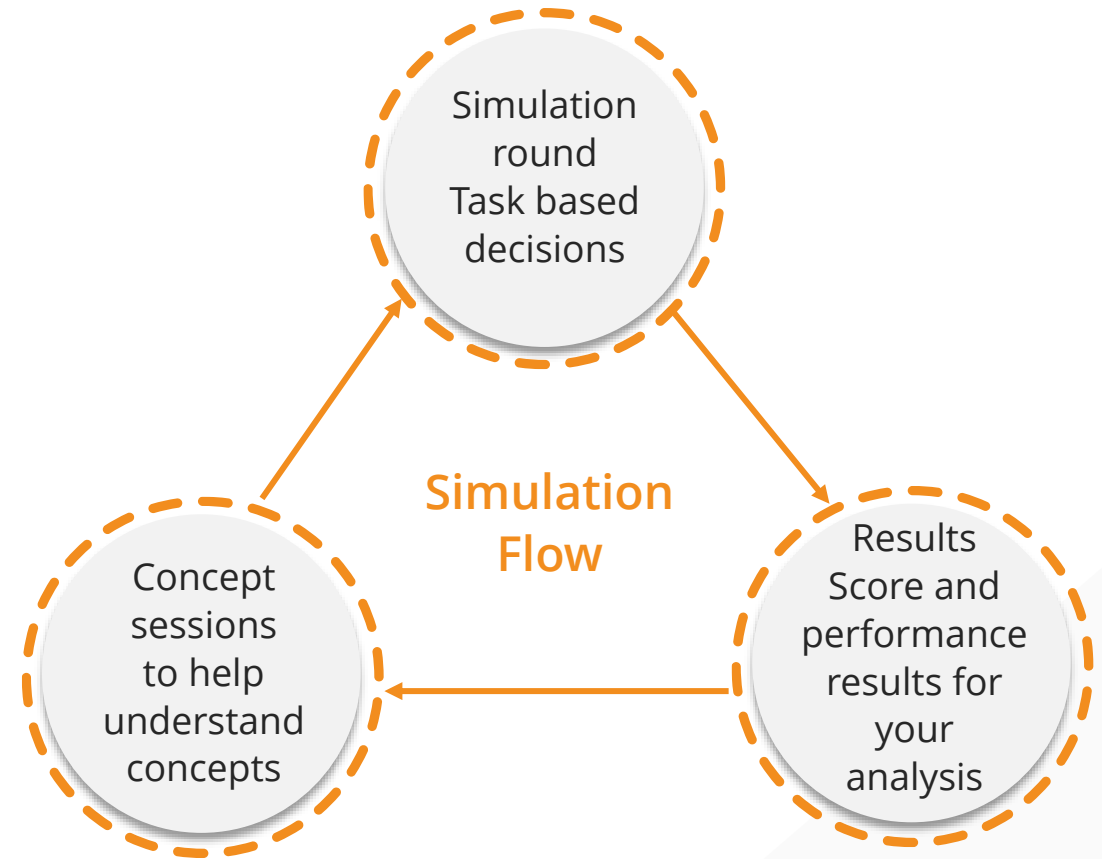 Simulation
round
Task based
decisions
Simulation
Flow
Concept
sessions
to help
understand
concepts
Results
Score and
performance
results for
your
analysis